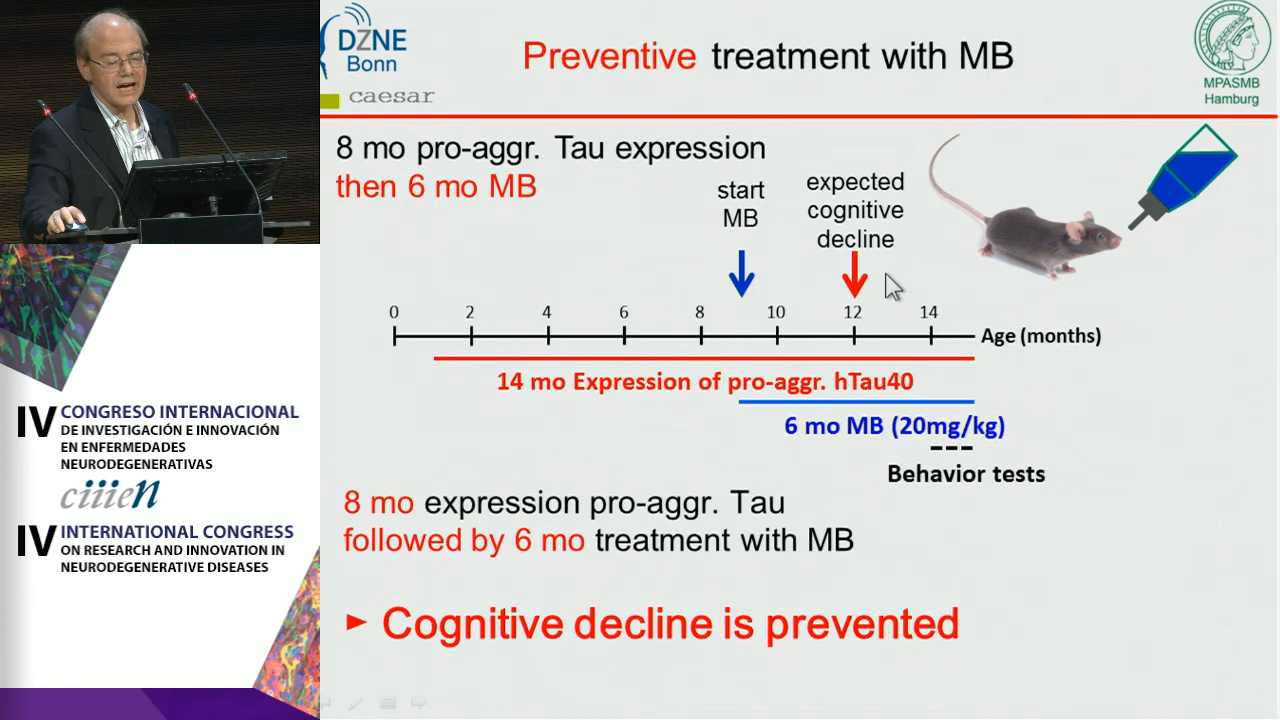 DZNE
Bonn
caesar
Preventive treatment with MB
MPASMB
Hamburg
8 mo pro-aggr. Tau expression
then 6 mo MB
start
MB
expected
cognitive
decline
0 2 4 6 8 10 12 14
Age (months)
14 mo Expression of pro-aggr. hTau40
6 mo MB (20mg/kg)
Behavior tests
8 mo expression pro-aggr. Tau
followed by 6 mo treatment with MB
► Cognitive decline is prevented
IV CONGRESO INTERNACIONAL
DE INVESTIGACIÓN E INNOVACIÓN
EN ENFERMEDADES
NEURODEGENERATIVAS
ciiien
IV INTERNATIONAL CONGRESS
ON RESEARCH AND INNOVATION IN
NEURODEGENERATIVE DISEASES